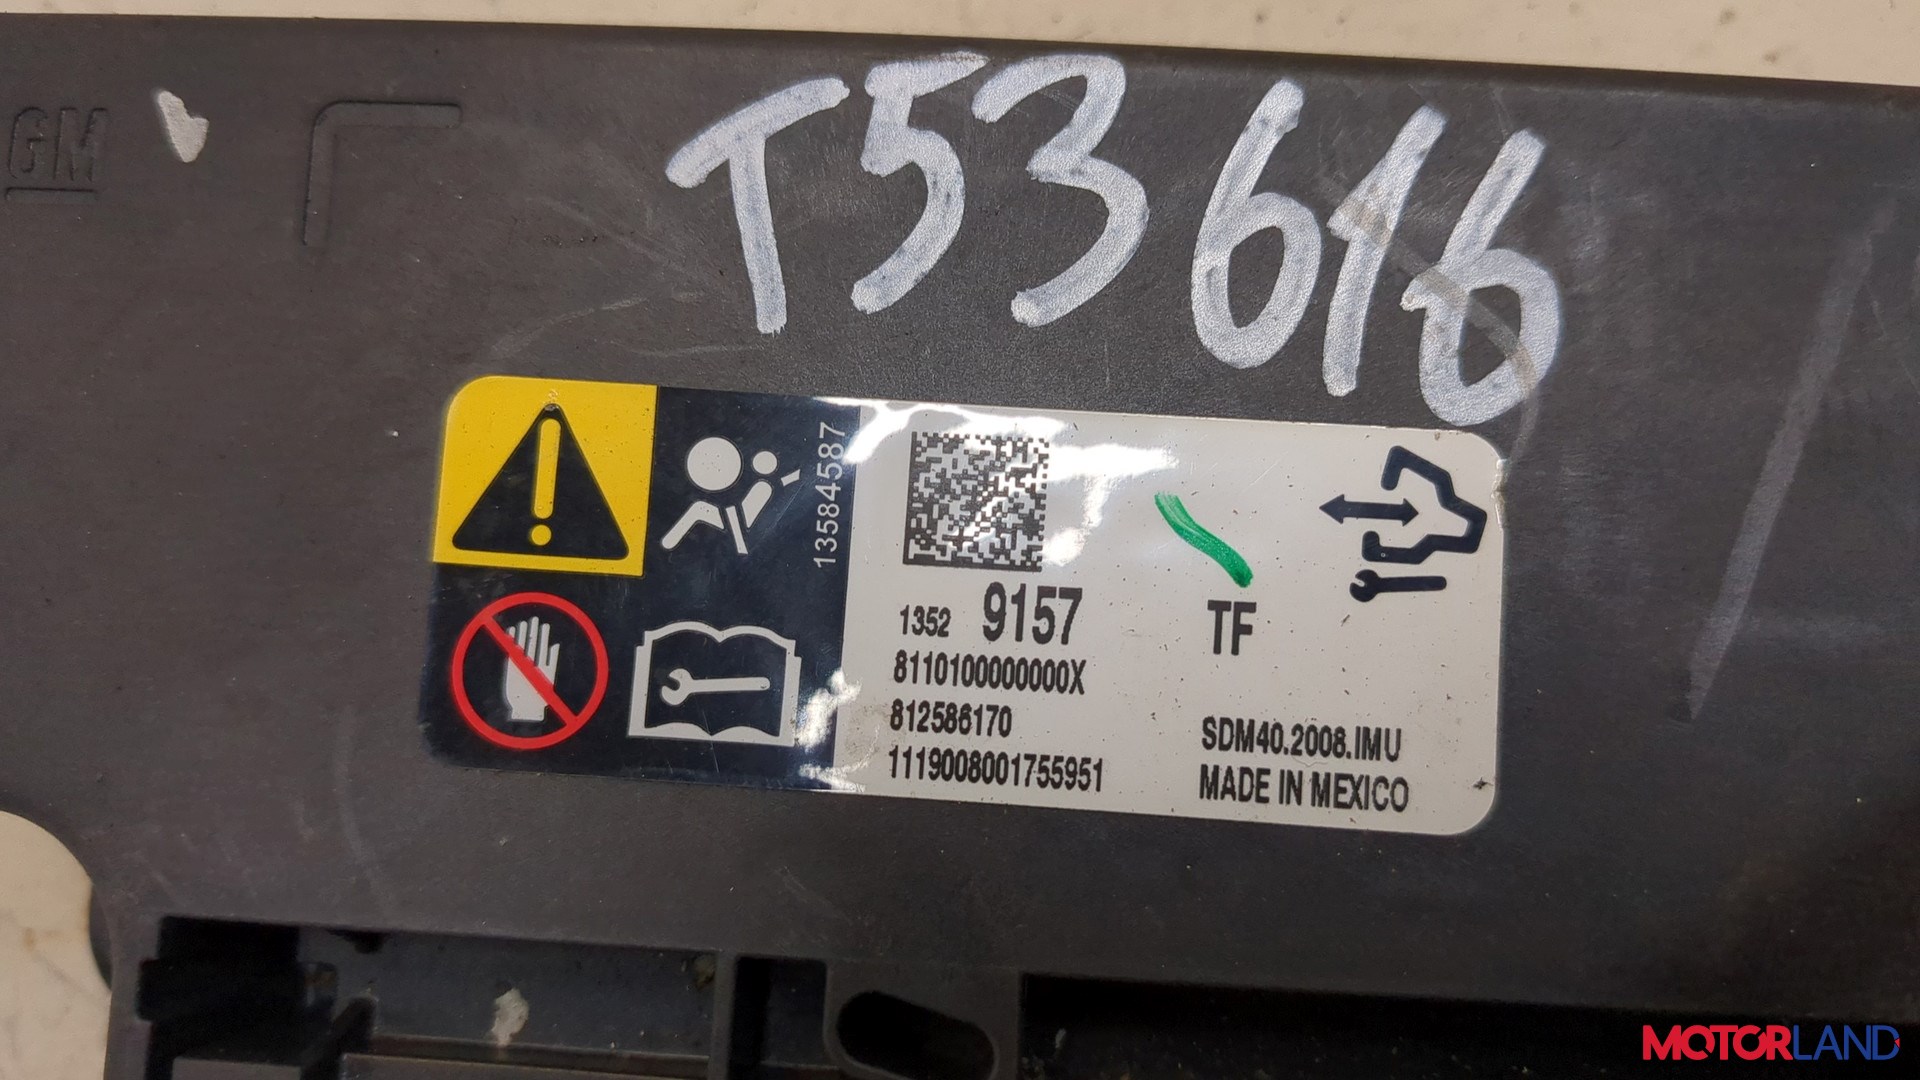 GM
T53616
13584587
1352 9157 TF
8110100000000X
812586170
1119008001755951
SDM40.2008.IMU
MADE IN MEXICO
MOTORLAND